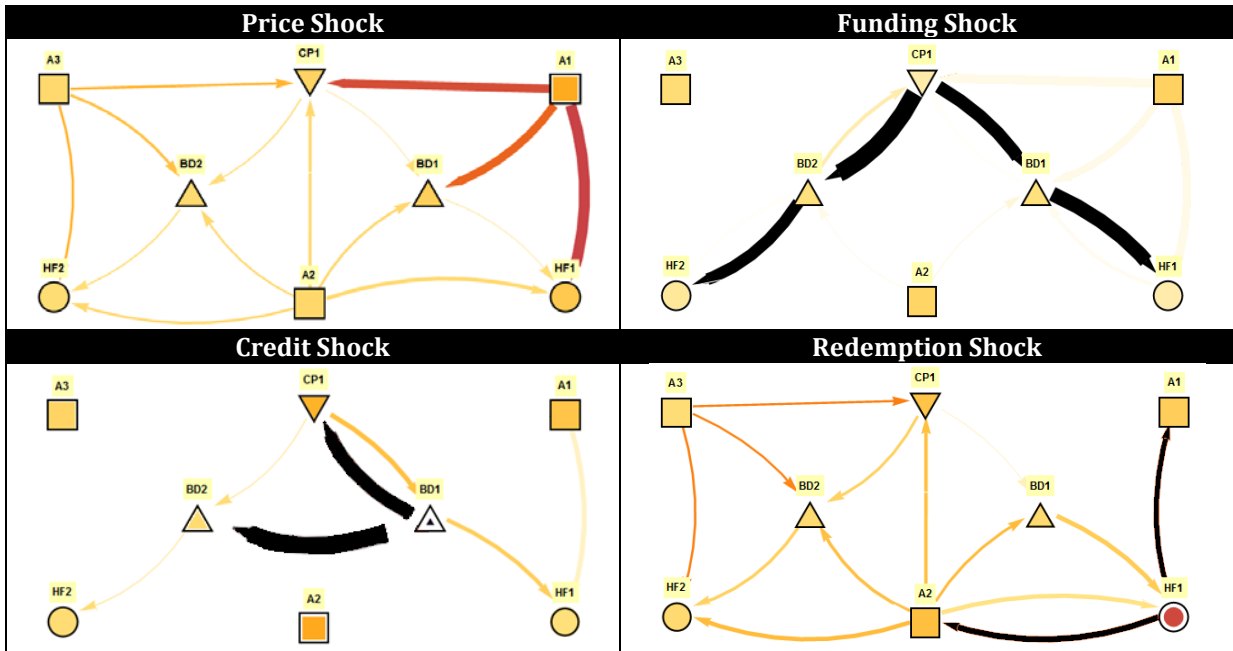 Price Shock
A3
CP1
A1
BD2
BD1
HF2
A2
HF1
Funding Shock
A3
CP1
A1
BD2
BD1
HF2
A2
HF1
Credit Shock
A3
CP1
A1
BD2
BD1
HF2
A2
HF1
Redemption Shock
A3
CP1
A1
BD2
BD1
HF2
A2
HF1